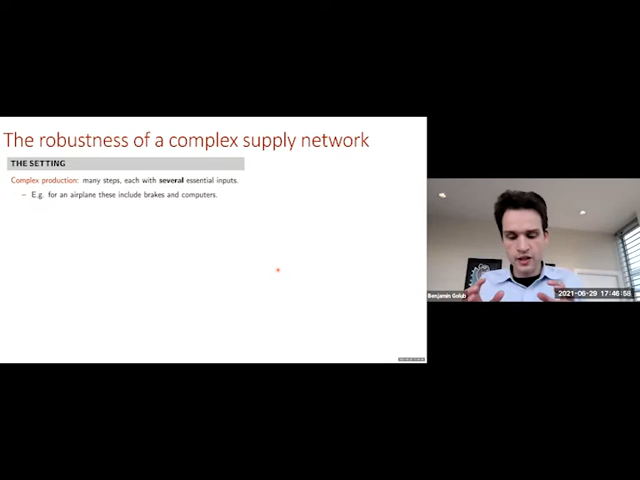 The robustness of a complex supply network
THE SETTING
Complex production: many steps, each with several essential inputs.
– E.g. for an airplane these include brakes and computers.
Benjamin Golub
2021-06-29 17:46:58